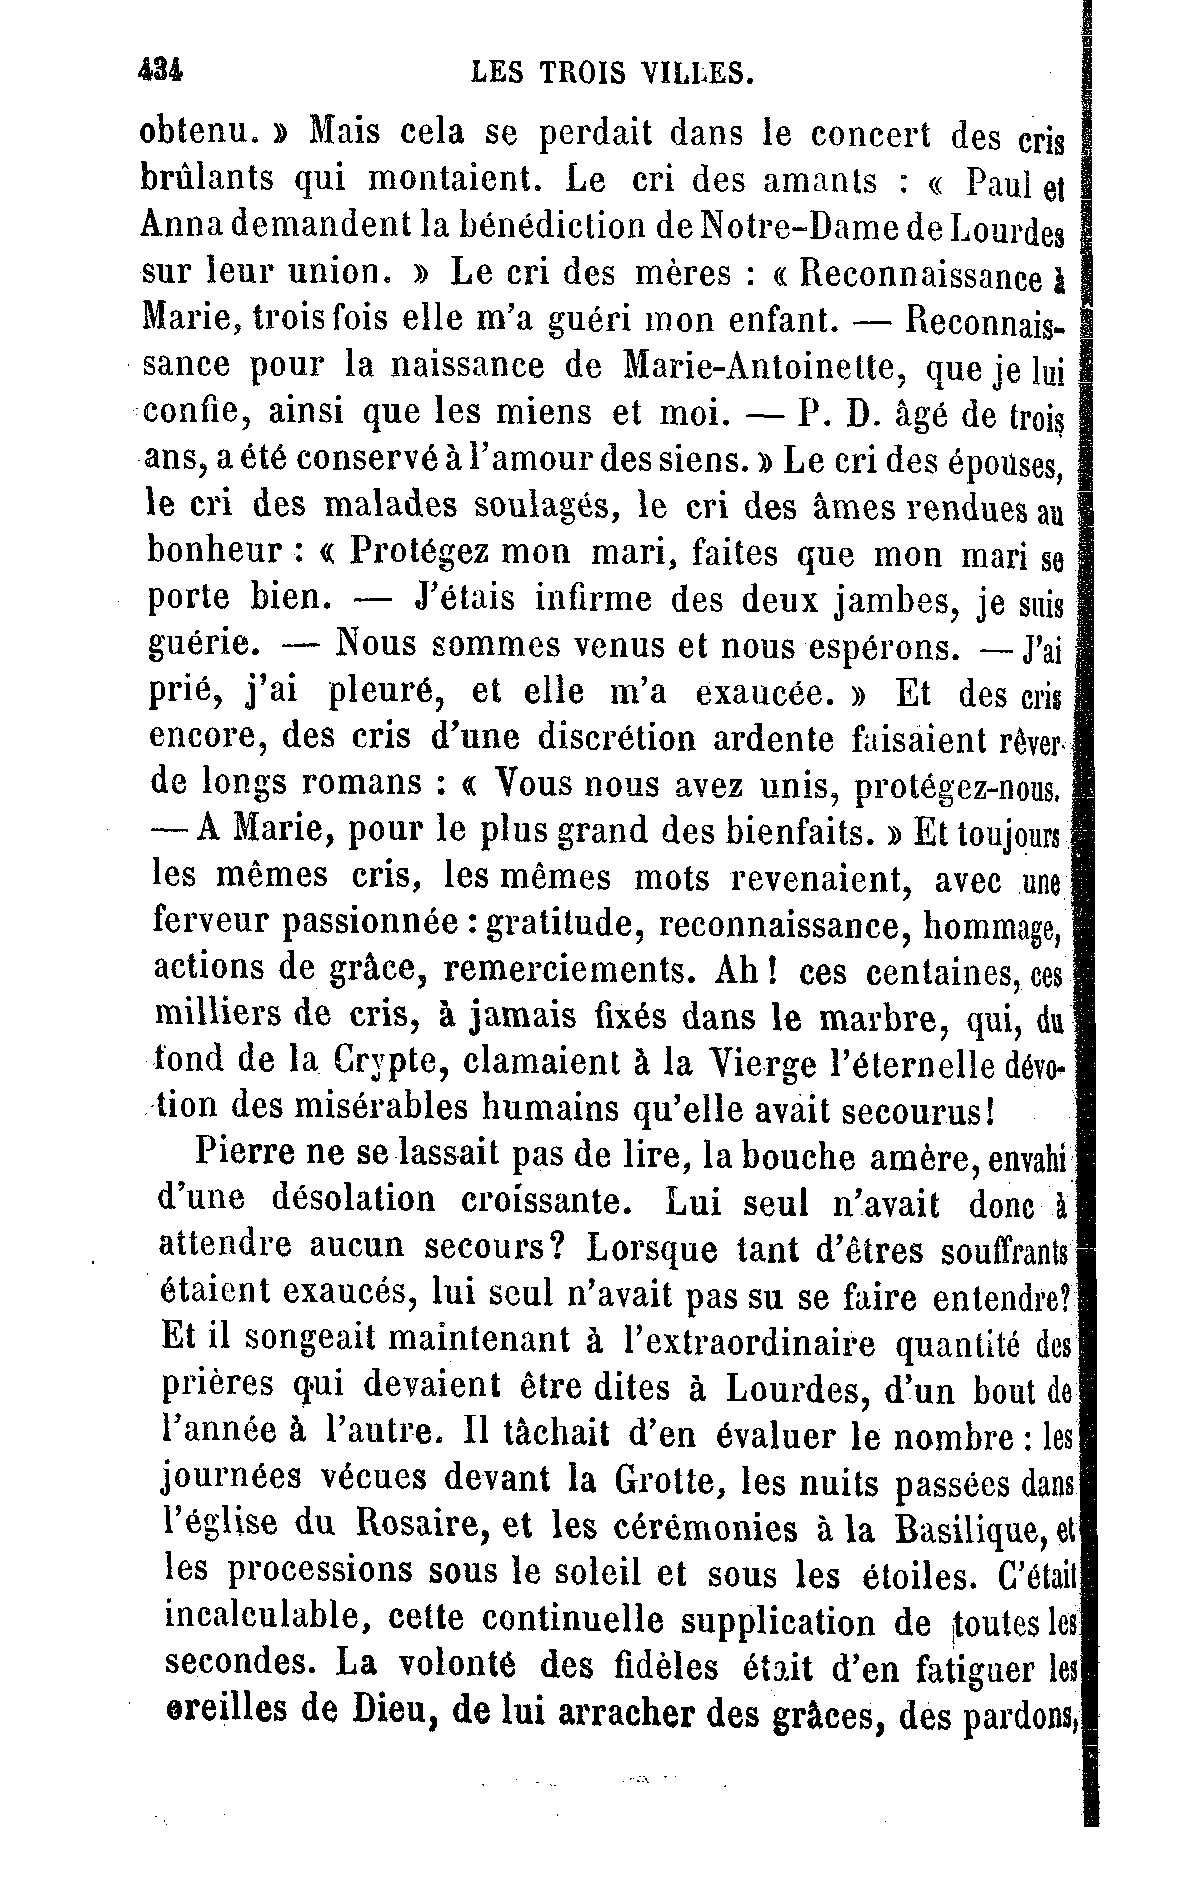 434 LES TROIS VILLES.
obtenu. » Mais cela se perdait dans le concert des cris
brûlants qui montaient. Le cri des amants : « Paul et
Anna demandent la bénédiction de Notre-Dame de Lourdes
sur leur union. » Le cri des mères : « Reconnaissance à
Marie, trois fois elle m'a guéri mon enfant. — Reconnais-
sance pour la naissance de Marie-Antoinette, que je lui
confie, ainsi que les miens et moi. — P. D. âgé de trois
ans, a été conservé à l'amour des siens. » Le cri des épouses,
le cri des malades soulagés, le cri des âmes rendues au
bonheur : « Protégez mon mari, faites que mon mari se
porte bien. — J'étais infirme des deux jambes, je suis
guérie. — Nous sommes venus et nous espérons. — J'ai
prié, j'ai pleuré, et elle m'a exaucée. » Et des cris
encore, des cris d'une discrétion ardente faisaient rêver
de longs romans : « Vous nous avez unis, protégez-nous.
— A Marie, pour le plus grand des bienfaits. » Et toujours
les mêmes cris, les mêmes mots revenaient, avec une
ferveur passionnée : gratitude, reconnaissance, hommage,
actions de grâce, remerciements. Ah! ces centaines, ces
milliers de cris, à jamais fixés dans le marbre, qui, du
fond de la Crypte, clamaient à la Vierge l'éternelle dévo-
tion des misérables humains qu'elle avait secourus!
Pierre ne se lassait pas de lire, la bouche amère, envahi
d'une désolation croissante. Lui seul n'avait donc à
attendre aucun secours? Lorsque tant d'êtres souffrants
étaient exaucés, lui seul n'avait pas su se faire entendre?
Et il songeait maintenant à l'extraordinaire quantité des
prières qui devaient être dites à Lourdes, d'un bout de
l'année à l'autre. Il tâchait d'en évaluer le nombre : les
journées vécues devant la Grotte, les nuits passées dans
l'église du Rosaire, et les cérémonies à la Basilique, et
les processions sous le soleil et sous les étoiles. C'était
incalculable, cette continuelle supplication de toutes les
secondes. La volonté des fidèles était d'en fatiguer les
oreilles de Dieu, de lui arracher des grâces, des pardons,